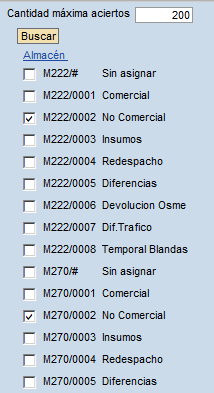 Cantidad máxima aciertos 200
Buscar
Almacén
M222/# Sin asignar
M222/0001 Comercial
M222/0002 No Comercial
M222/0003 Insumos
M222/0004 Redespacho
M222/0005 Diferencias
M222/0006 Devolucion Osme
M222/0007 Dif.Trafico
M222/0008 Temporal Blandas
M270/# Sin asignar
M270/0001 Comercial
M270/0002 No Comercial
M270/0003 Insumos
M270/0004 Redespacho
M270/0005 Diferencias